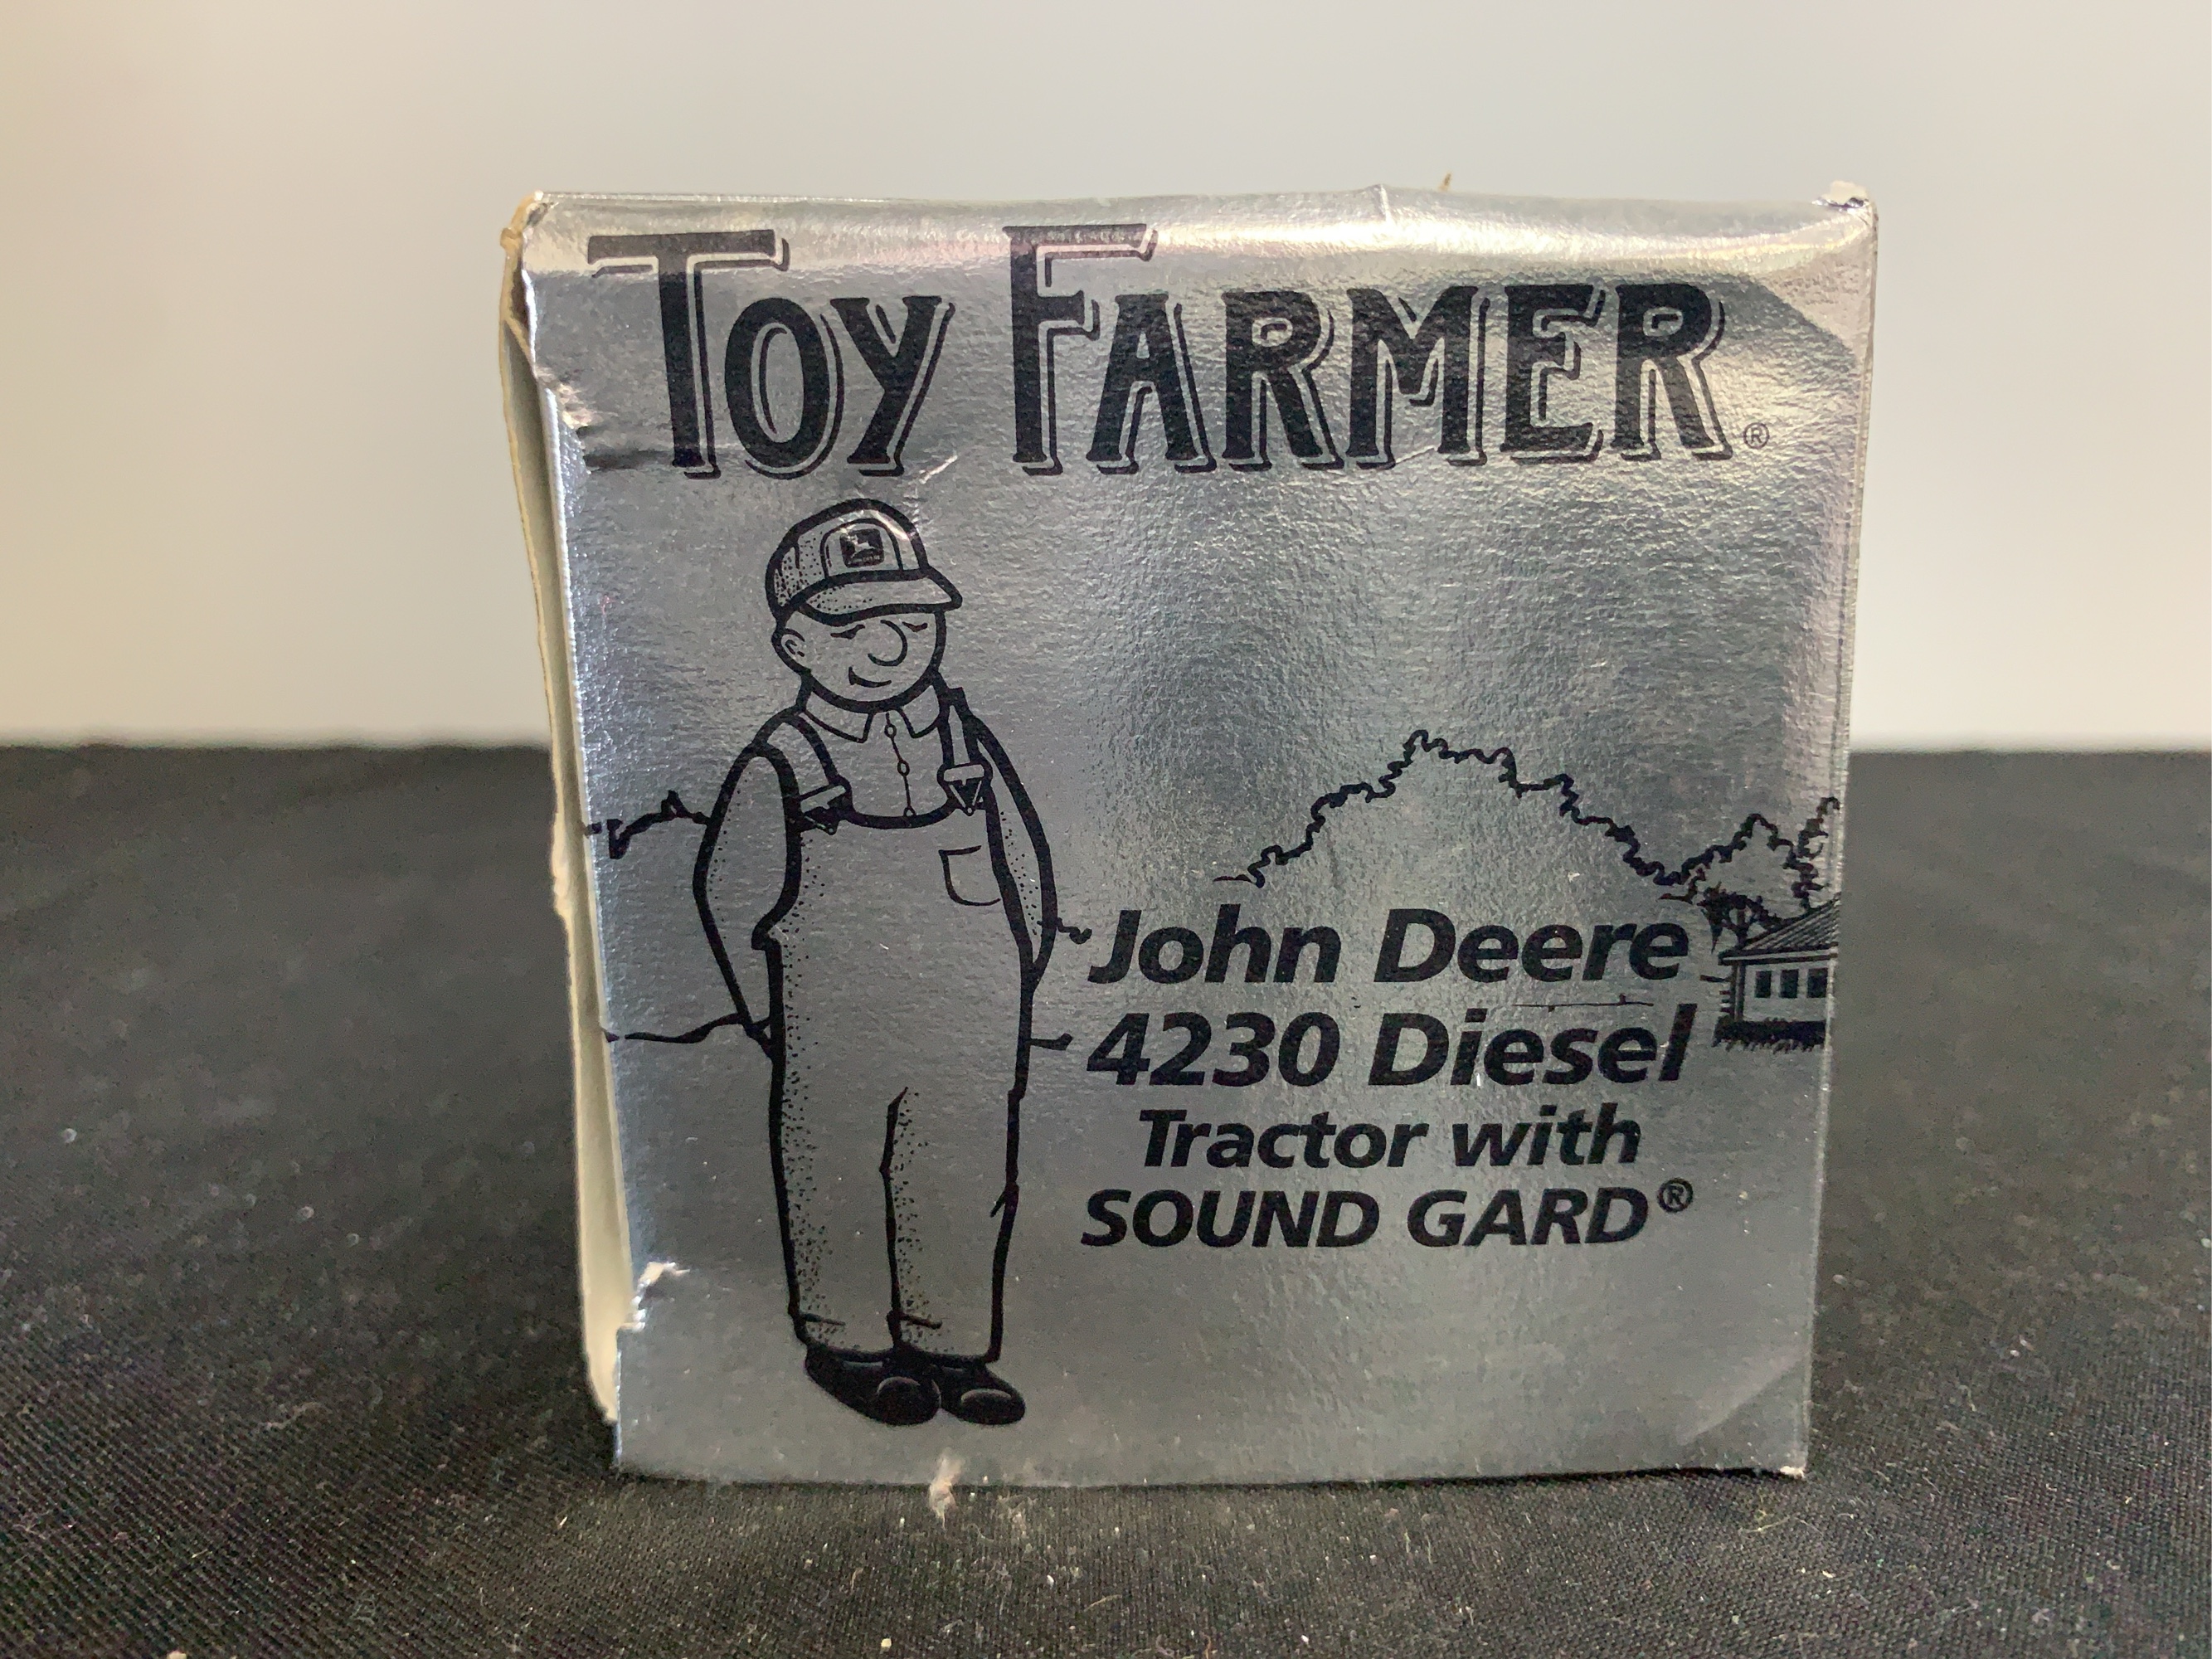 TOY FARMER®
John Deere
4230 Diesel
Tractor with
SOUND GARD®